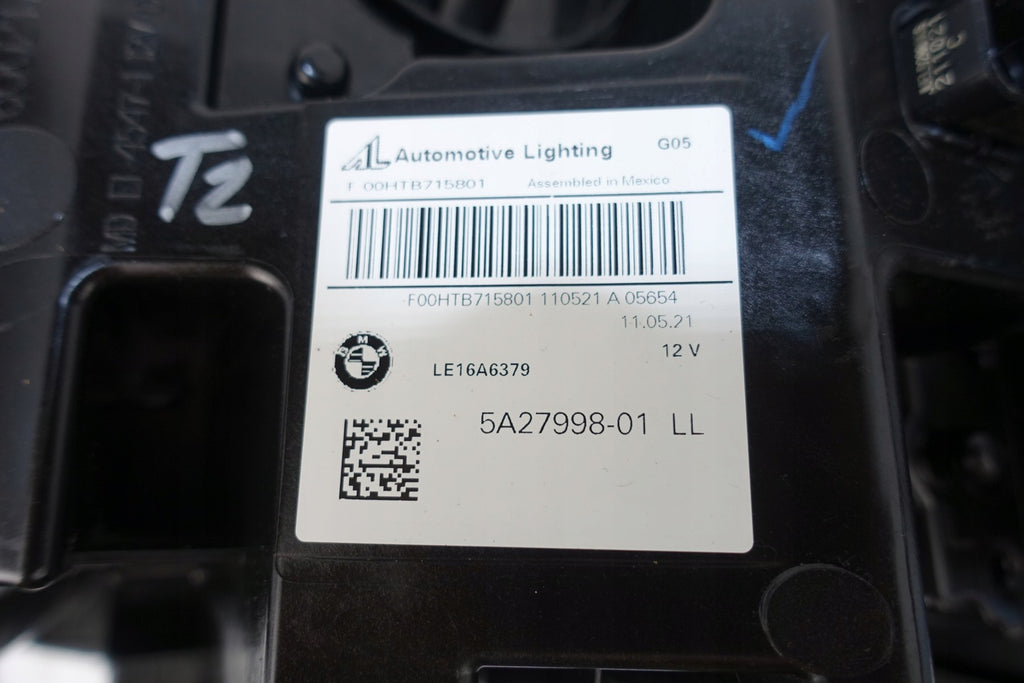 T2
AL Automotive Lighting G05
F 00HTB715801 Assembled in Mexico
F00HTB715801 110521 A 05654
11.05.21
BMW
12 V
LE16A6379
5A27998-01 LL